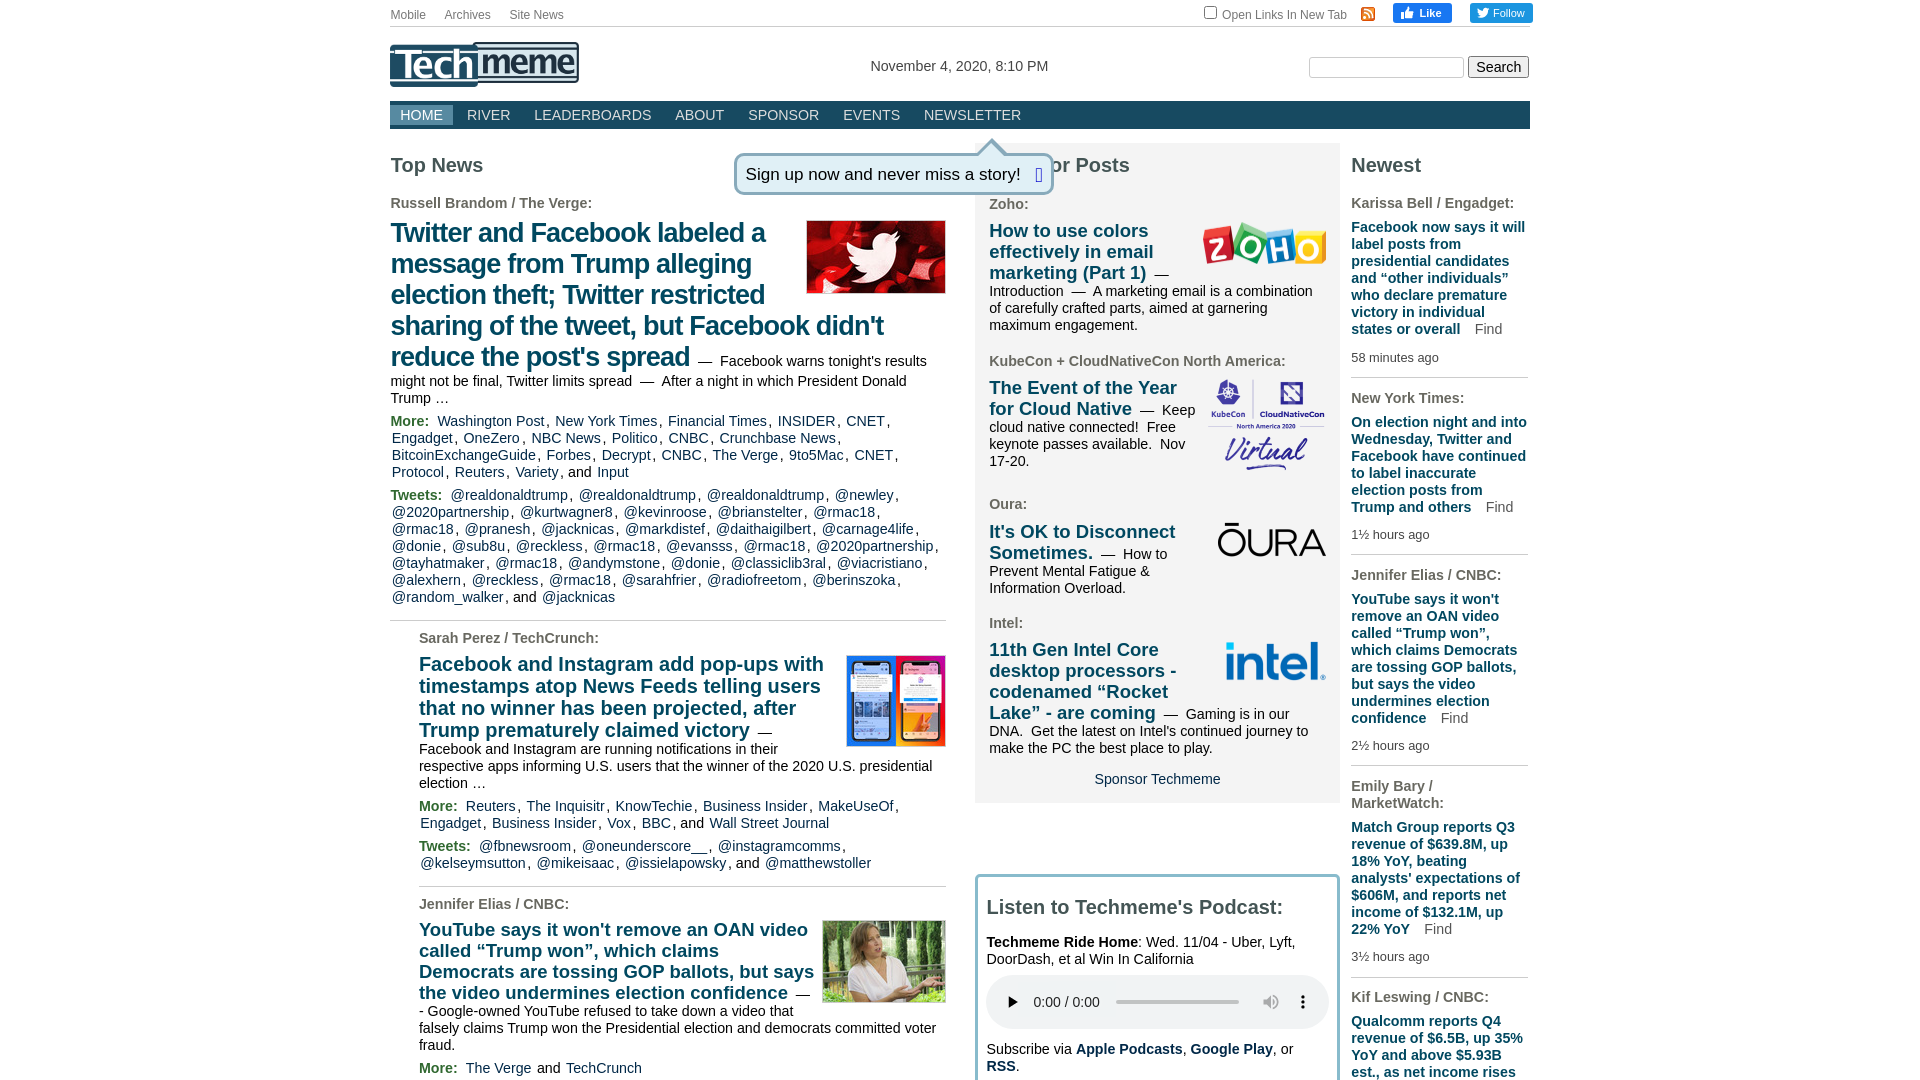 Mobile Archives Site News
Open Links In New Tab
Like
Follow
Techmeme
November 4, 2020, 8:10 PM
Search
HOME RIVER LEADERBOARDS ABOUT SPONSOR EVENTS NEWSLETTER
Sign up now and never miss a story!
Top News
Russell Brandom / The Verge:
Twitter and Facebook labeled a
message from Trump alleging
election theft; Twitter restricted
sharing of the tweet, but Facebook didn't
reduce the post's spread — Facebook warns tonight's results
might not be final, Twitter limits spread — After a night in which President Donald
Trump …
More: Washington Post, New York Times, Financial Times, INSIDER, CNET,
Engadget, OneZero, NBC News, Politico, CNBC, Crunchbase News,
BitcoinExchangeGuide, Forbes, Decrypt, CNBC, The Verge, 9to5Mac, CNET,
Protocol, Reuters, Variety, and Input
Tweets: @realdonaldtrump, @realdonaldtrump, @realdonaldtrump, @newley,
@2020partnership, @kurtwagner8, @kevinroose, @brianstelter, @rmac18,
@rmac18, @pranesh, @jacknicas, @markdistef, @daithaigilbert, @carnage4life,
@donie, @sub8u, @reckless, @rmac18, @evansss, @rmac18, @2020partnership,
@tayhatmaker, @rmac18, @andymstone, @donie, @classiclib3ral, @viacristiano,
@alexhern, @reckless, @rmac18, @sarahfrier, @radiofreetom, @berinszoka,
@random_walker, and @jacknicas
Sarah Perez / TechCrunch:
Facebook and Instagram add pop-ups with
timestamps atop News Feeds telling users
that no winner has been projected, after
Trump prematurely claimed victory —
Facebook and Instagram are running notifications in their
respective apps informing U.S. users that the winner of the 2020 U.S. presidential
election …
More: Reuters, The Inquisitr, KnowTechie, Business Insider, MakeUseOf,
Engadget, Business Insider, Vox, BBC, and Wall Street Journal
Tweets: @fbnewsroom, @oneunderscore__, @instagramcomms,
@kelseymsutton, @mikeisaac, @issielapowsky, and @matthewstoller
Jennifer Elias / CNBC:
YouTube says it won't remove an OAN video
called “Trump won”, which claims
Democrats are tossing GOP ballots, but says
the video undermines election confidence —
- Google-owned YouTube refused to take down a video that
falsely claims Trump won the Presidential election and democrats committed voter
fraud.
More: The Verge and TechCrunch
or Posts
Zoho:
ZOHO
How to use colors
effectively in email
marketing (Part 1) —
Introduction — A marketing email is a combination
of carefully crafted parts, aimed at garnering
maximum engagement.
KubeCon + CloudNativeCon North America:
The Event of the Year
for Cloud Native — Keep
cloud native connected! Free
keynote passes available. Nov
17-20.
KubeCon CloudNativeCon
North America 2020
Virtual
Oura:
It's OK to Disconnect
Sometimes. — How to
Prevent Mental Fatigue &
Information Overload.
ŌURA
Intel:
11th Gen Intel Core
desktop processors -
codenamed “Rocket
Lake” - are coming — Gaming is in our
DNA. Get the latest on Intel's continued journey to
make the PC the best place to play.
intel.
Sponsor Techmeme
Listen to Techmeme's Podcast:
Techmeme Ride Home: Wed. 11/04 - Uber, Lyft,
DoorDash, et al Win In California
0:00 / 0:00
Subscribe via Apple Podcasts, Google Play, or
RSS.
Newest
Karissa Bell / Engadget:
Facebook now says it will
label posts from
presidential candidates
and “other individuals”
who declare premature
victory in individual
states or overall Find
58 minutes ago
New York Times:
On election night and into
Wednesday, Twitter and
Facebook have continued
to label inaccurate
election posts from
Trump and others Find
1½ hours ago
Jennifer Elias / CNBC:
YouTube says it won't
remove an OAN video
called “Trump won”,
which claims Democrats
are tossing GOP ballots,
but says the video
undermines election
confidence Find
2½ hours ago
Emily Bary /
MarketWatch:
Match Group reports Q3
revenue of $639.8M, up
18% YoY, beating
analysts' expectations of
$606M, and reports net
income of $132.1M, up
22% YoY Find
3½ hours ago
Kif Leswing / CNBC:
Qualcomm reports Q4
revenue of $6.5B, up 35%
YoY and above $5.93B
est., as net income rises